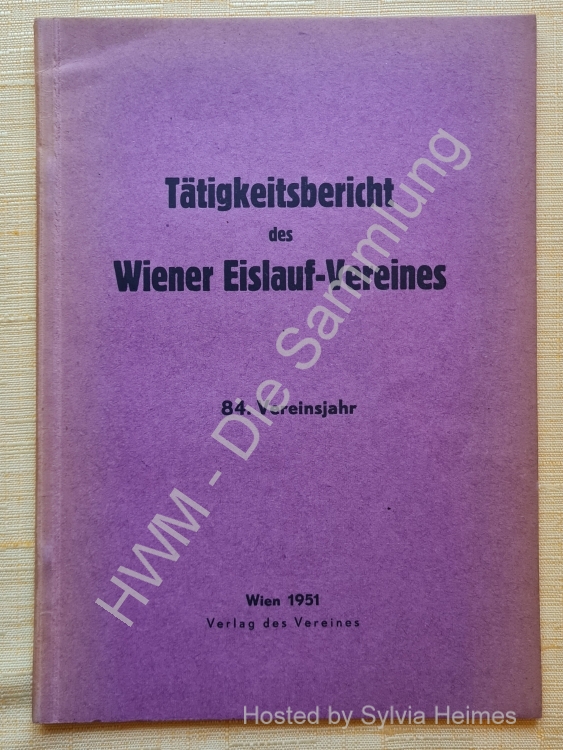 Tätigkeitsbericht
des
Wiener Eislauf-Vereines
84. Vereinsjahr
Wien 1951
Verlag des Vereines
HWM - Die Sammlung
Hosted by Sylvia Heimes